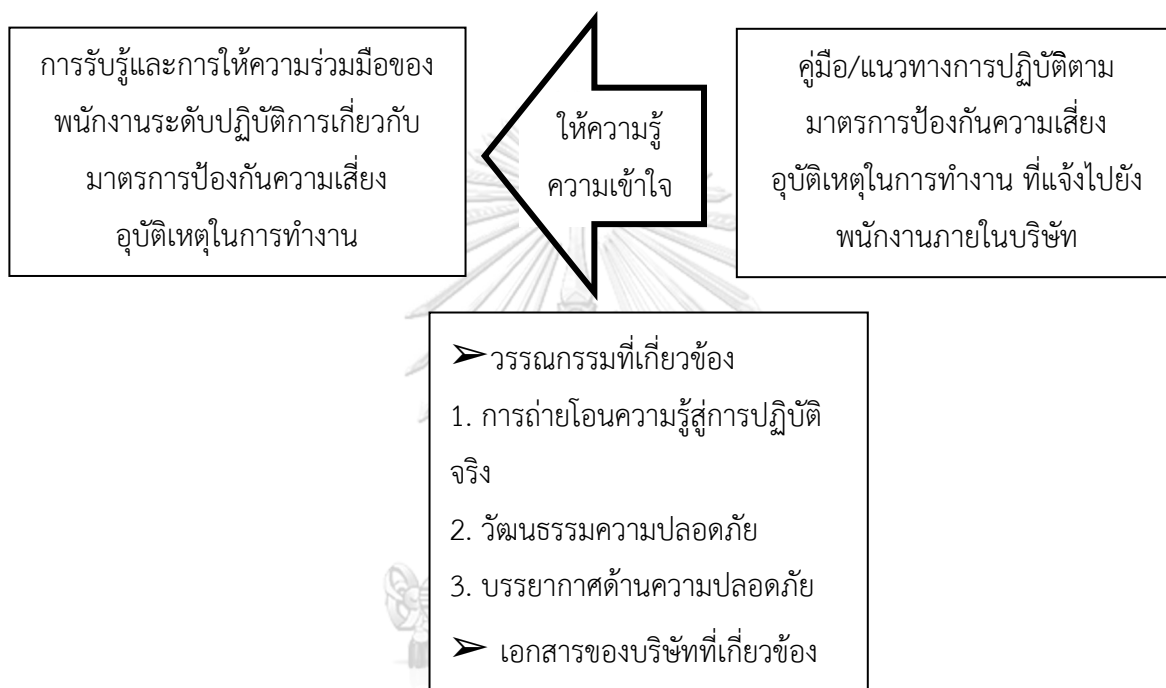 การรับรู้และการให้ความร่วมมือของ
พนักงานระดับปฏิบัติการเกี่ยวกับ
มาตรการป้องกันความเสี่ยง
อุบัติเหตุในการทำงาน
ให้ความรู้
ความเข้าใจ
คู่มือ/แนวทางการปฏิบัติตาม
มาตรการป้องกันความเสี่ยง
อุบัติเหตุในการทำงาน ที่แจ้งไปยัง
พนักงานภายในบริษัท
➢วรรณกรรมที่เกี่ยวข้อง
1. การถ่ายโอนความรู้สู่การปฏิบัติ
จริง
2. วัฒนธรรมความปลอดภัย
3. บรรยากาศด้านความปลอดภัย
➢ เอกสารของบริษัทที่เกี่ยวข้อง